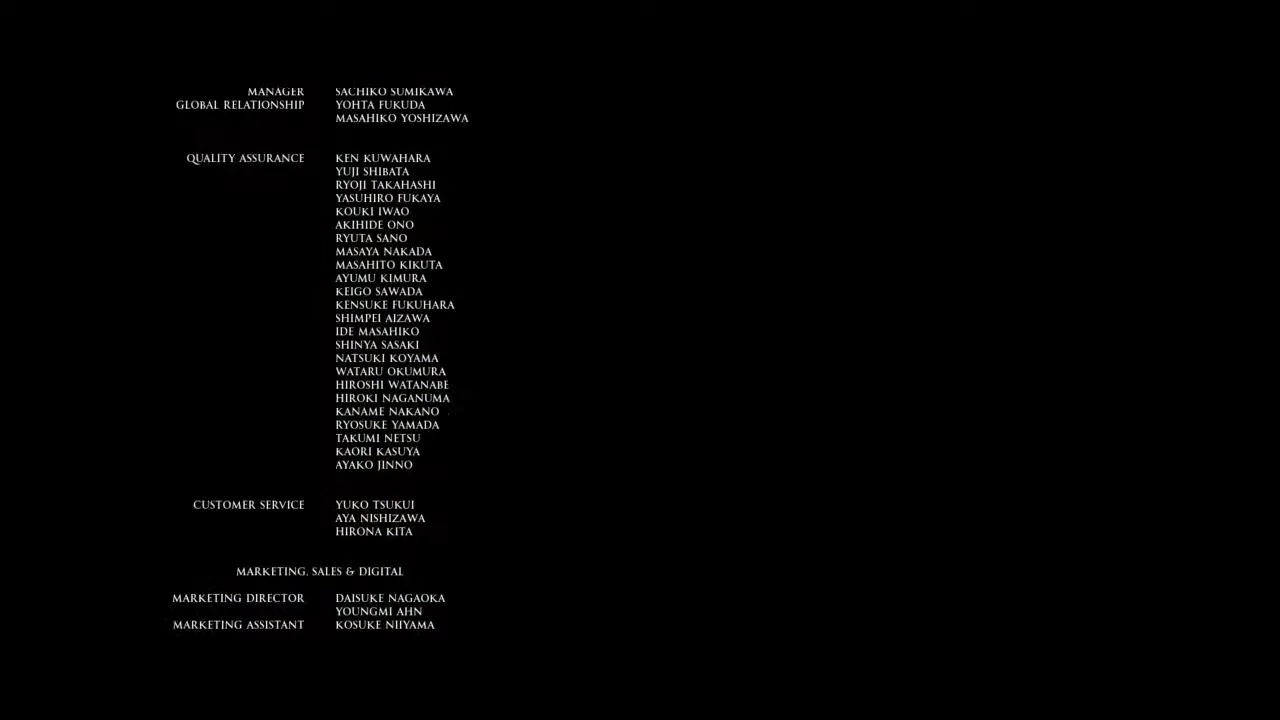 MANAGER SACHIKO SUMIKAWA
GLOBAL RELATIONSHIP YOHTA FUKUDA
MASAHIKO YOSHIZAWA
QUALITY ASSURANCE KEN KUWAHARA
YUJI SHIBATA
RYOJI TAKAHASHI
YASUHIRO FUKAYA
KOUKI IWAO
AKIHIDE ONO
RYUTA SANO
MASAYA NAKADA
MASAHITO KIKUTA
AYUMU KIMURA
KEIGO SAWADA
KENSUKE FUKUHARA
SHIMPEI AIZAWA
IDE MASAHIKO
SHINYA SASAKI
NATSUKI KOYAMA
WATARU OKUMURA
HIROSHI WATANABE
HIROKI NAGANUMA
KANAME NAKANO
RYOSUKE YAMADA
TAKUMI NETSU
KAORI KASUYA
AYAKO JINNO
CUSTOMER SERVICE YUKO TSUKUI
AYA NISHIZAWA
HIRONA KITA
MARKETING, SALES & DIGITAL
MARKETING DIRECTOR DAISUKE NAGAOKA
YOUNGMI AHN
MARKETING ASSISTANT KOSUKE NIIYAMA